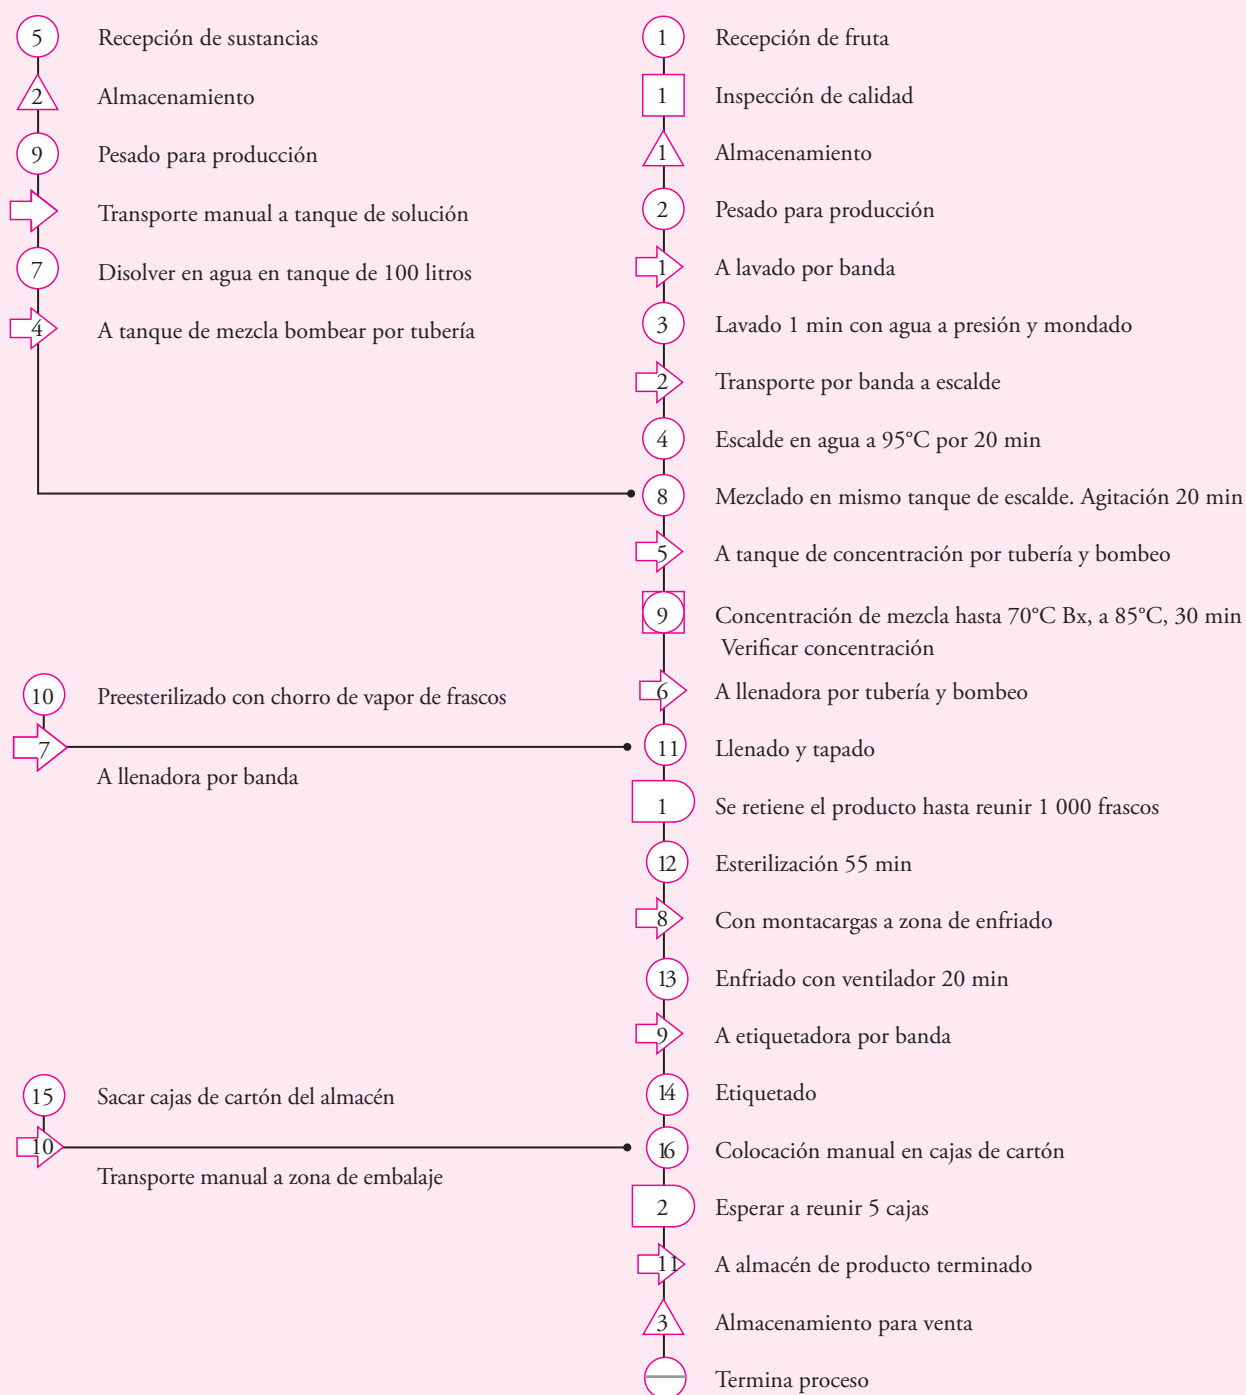 5 Recepción de sustancias
2 Almacenamiento
9 Pesado para producción
Transporte manual a tanque de solución
7 Disolver en agua en tanque de 100 litros
4 A tanque de mezcla bombear por tubería
10 Preesterilizado con chorro de vapor de frascos
7
A llenadora por banda
15 Sacar cajas de cartón del almacén
10
Transporte manual a zona de embalaje
1 Recepción de fruta
1 Inspección de calidad
1 Almacenamiento
2 Pesado para producción
1 A lavado por banda
3 Lavado 1 min con agua a presión y mondado
2 Transporte por banda a escalde
4 Escalde en agua a 95°C por 20 min
8 Mezclado en mismo tanque de escalde. Agitación 20 min
5 A tanque de concentración por tubería y bombeo
9 Concentración de mezcla hasta 70°C Bx, a 85°C, 30 min
Verificar concentración
6 A llenadora por tubería y bombeo
11 Llenado y tapado
1 Se retiene el producto hasta reunir 1 000 frascos
12 Esterilización 55 min
8 Con montacargas a zona de enfriado
13 Enfriado con ventilador 20 min
9 A etiquetadora por banda
14 Etiquetado
16 Colocación manual en cajas de cartón
2 Esperar a reunir 5 cajas
11 A almacén de producto terminado
3 Almacenamiento para venta
Termina proceso